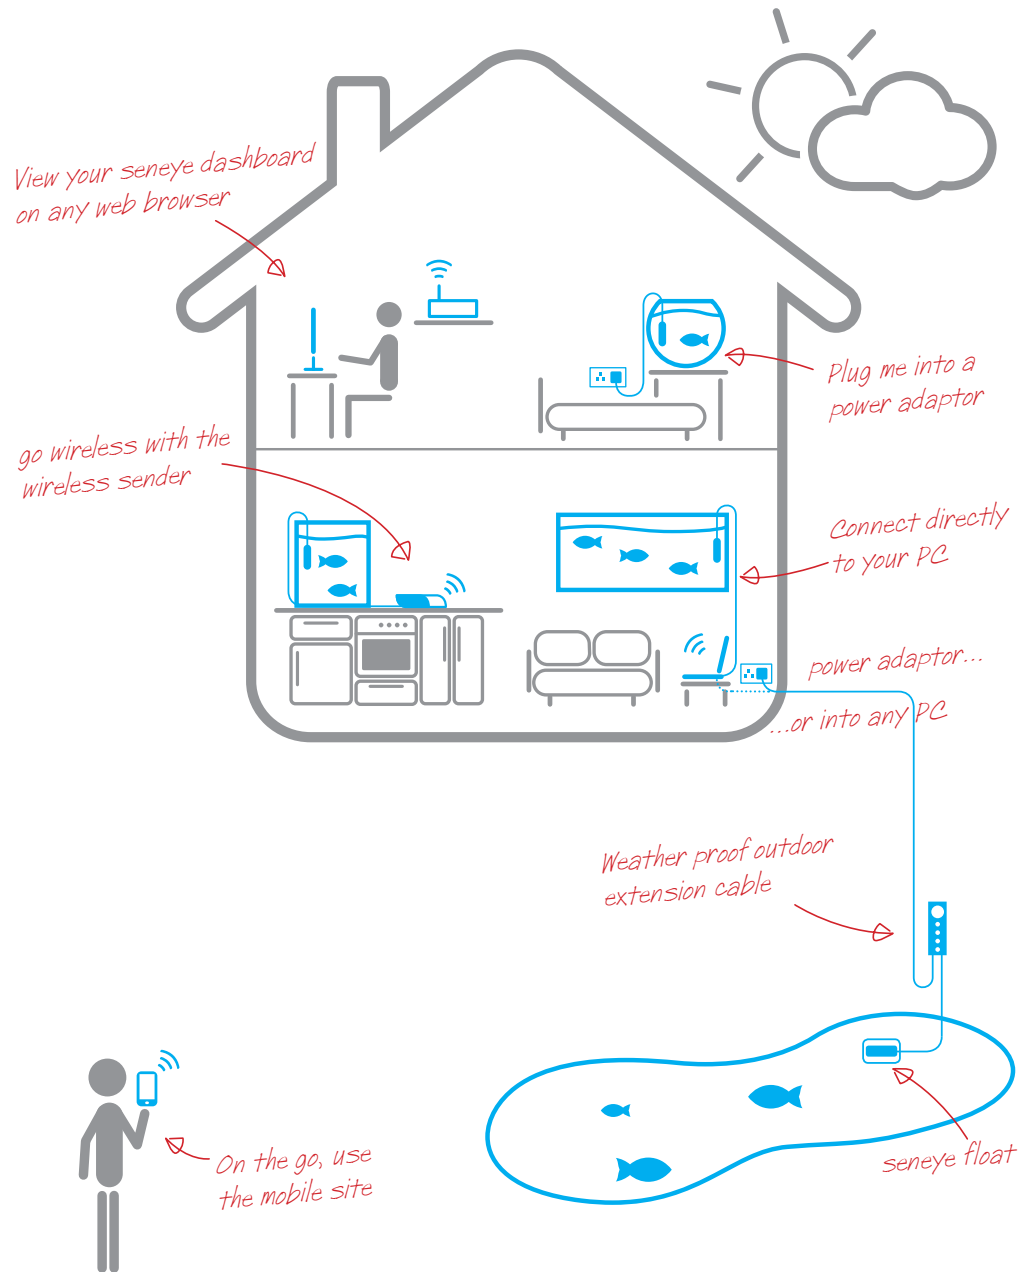 View your seneye dashboard
on any web browser
Plug me into a
power adaptor
go wireless with the
wireless sender
Connect directly
to your PC
power adaptor...
...or into any PC
Weather proof outdoor
extension cable
On the go, use
the mobile site
seneye float